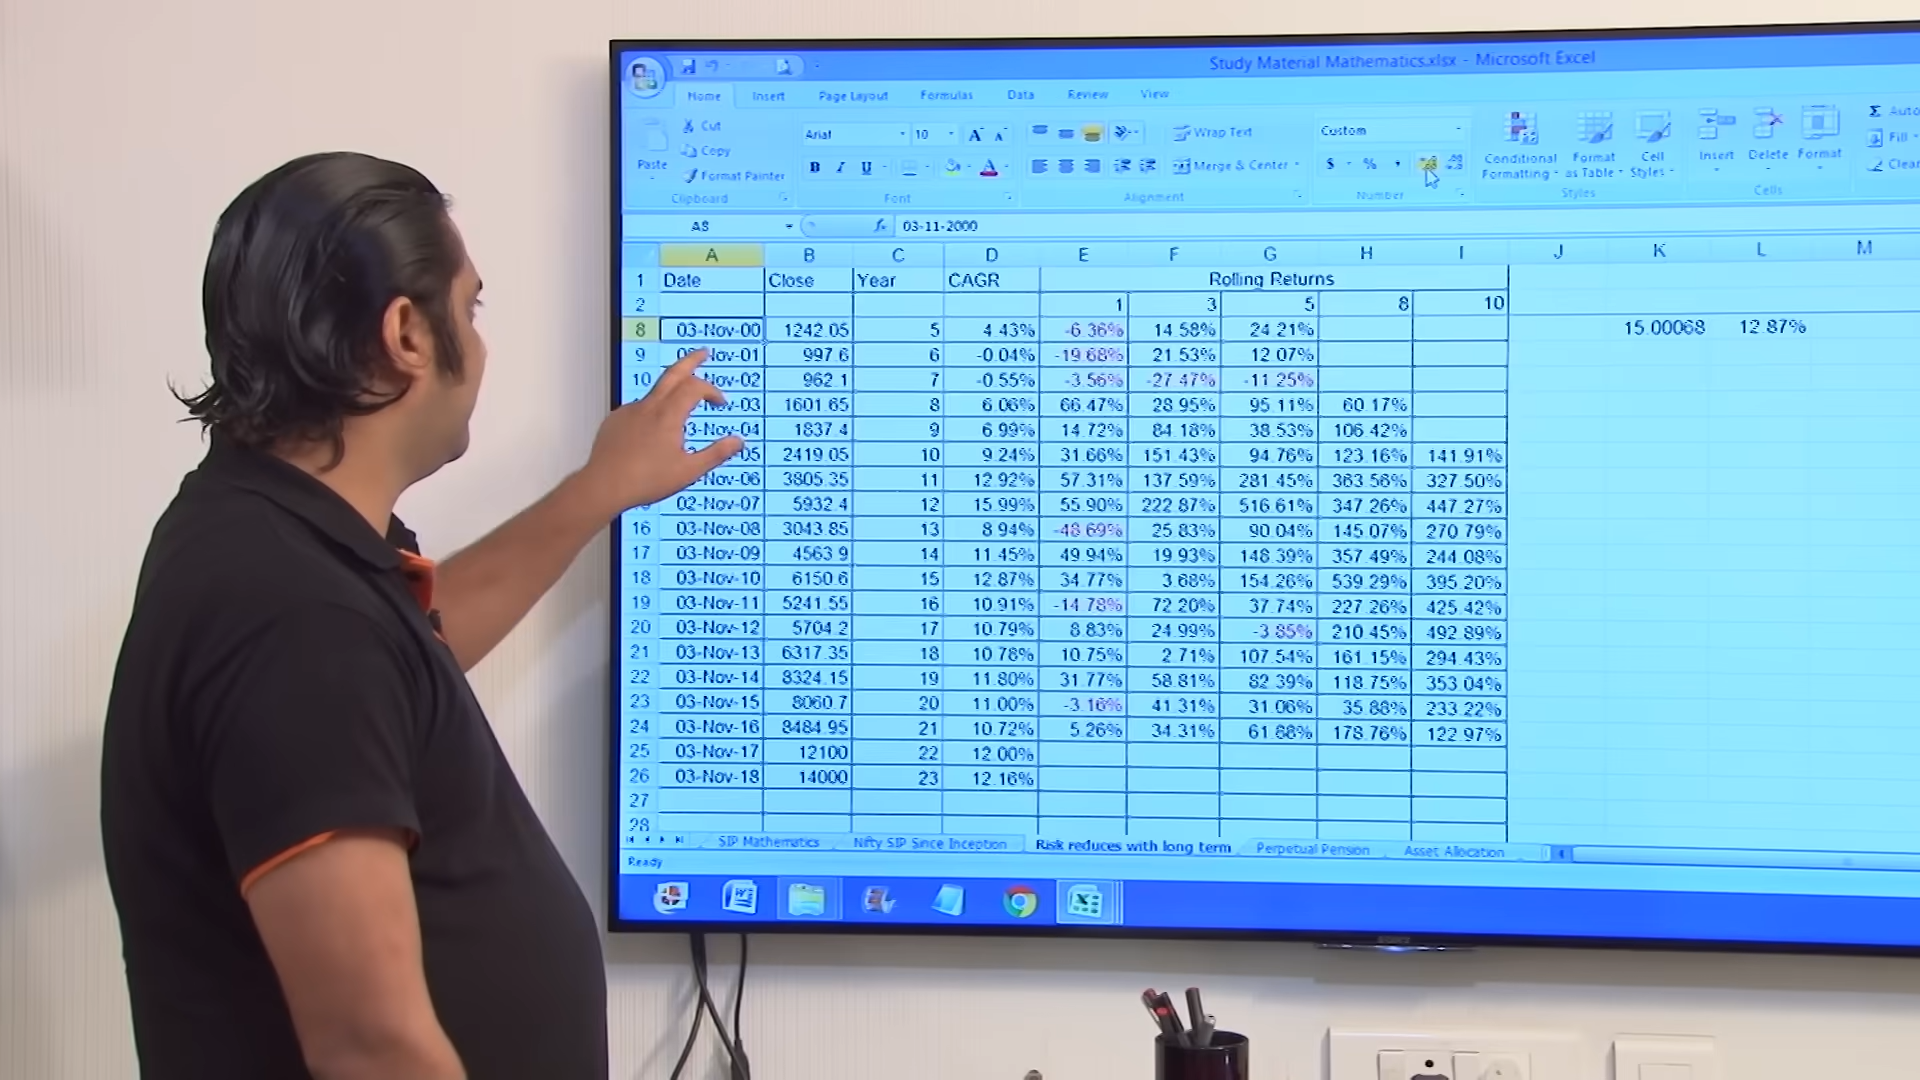 Study Material Mathematics.xlsx - Microsoft Excel
Home Insert Page Layout Formulas Data Review View
Cut
Copy
Format Painter
Paste
Clipboard
Arial 10
B I U
Font
Wrap Text
Merge & Center
Alignment
Custom
$ % ,
Number
Conditional Formatting
Format as Table
Cell Styles
Styles
Insert Delete Format
Cells
Σ Auto
Fill
Clear
A8 fx 03-11-2000
A B C D E F G H I J K L M
1 Date Close Year CAGR Rolling Returns
2 1 3 5 8 10
8 03-Nov-00 1242.05 5 4.43% -6.36% 14.58% 24.21% 15.00068 12.87%
9 Nov-01 997.6 6 -0.04% -19.68% 21.53% 12.07%
10 Nov-02 962.1 7 -0.55% -3.56% -27.47% -11.25%
-03 1601.65 8 6.06% 66.47% 28.95% 95.11% 60.17%
3-Nov-04 1837.4 9 6.99% 14.72% 84.18% 38.53% 106.42%
05 2419.05 10 9.24% 31.66% 151.43% 94.76% 123.16% 141.91%
-Nov-06 3805.35 11 12.92% 57.31% 137.59% 281.45% 363.56% 327.50%
02-Nov-07 5932.4 12 15.99% 55.90% 222.87% 516.61% 347.26% 447.27%
16 03-Nov-08 3043.85 13 8.94% -48.69% 25.83% 90.04% 145.07% 270.79%
17 03-Nov-09 4563.9 14 11.45% 49.94% 19.93% 148.39% 357.49% 244.08%
18 03-Nov-10 6150.6 15 12.87% 34.77% 3.68% 154.26% 539.29% 395.20%
19 03-Nov-11 5241.55 16 10.91% -14.78% 72.20% 37.74% 227.26% 425.42%
20 03-Nov-12 5704.2 17 10.79% 8.83% 24.99% -3.85% 210.45% 492.89%
21 03-Nov-13 6317.35 18 10.78% 10.75% 2.71% 107.54% 161.15% 294.43%
22 03-Nov-14 8324.15 19 11.80% 31.77% 58.81% 82.39% 118.75% 353.04%
23 03-Nov-15 8060.7 20 11.00% -3.16% 41.31% 31.06% 35.88% 233.22%
24 03-Nov-16 8484.95 21 10.72% 5.26% 34.31% 61.88% 178.76% 122.97%
25 03-Nov-17 12100 22 12.00%
26 03-Nov-18 14000 23 12.16%
27
28
SIP Mathematics Nifty SIP Since Inception Risk reduces with long term Perpetual Pension Asset Allocation
Ready